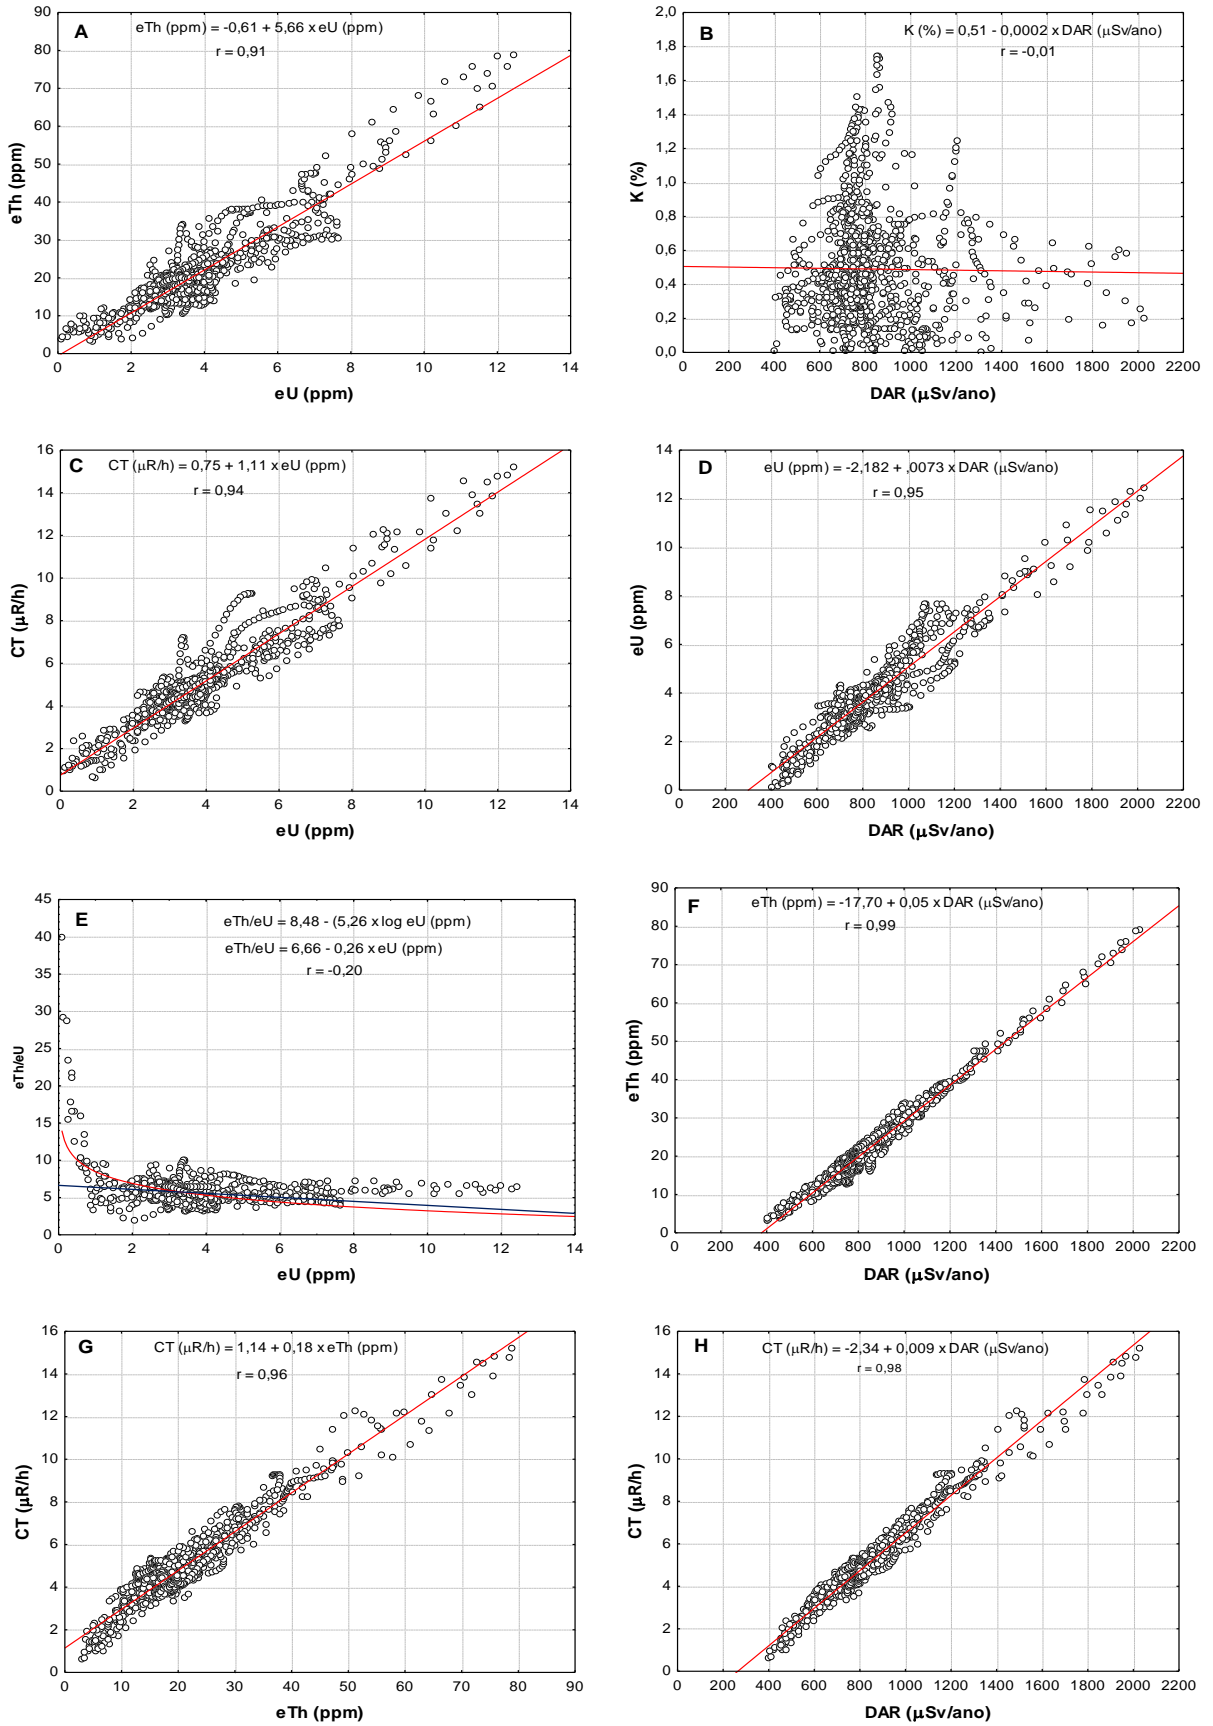 A
eTh (ppm) = -0,61 + 5,66 x eU (ppm)
r = 0,91
90
80
70
60
50
40
30
20
10
0
eTh (ppm)
0 2 4 6 8 10 12 14
eU (ppm)
B
K (%) = 0,51 - 0,0002 x DAR (μSv/ano)
r = -0,01
2,0
1,8
1,6
1,4
1,2
1,0
0,8
0,6
0,4
0,2
0,0
K (%)
0 200 400 600 800 1000 1200 1400 1600 1800 2000 2200
DAR (μSv/ano)
C
CT (μR/h) = 0,75 + 1,11 x eU (ppm)
r = 0,94
16
14
12
10
8
6
4
2
0
CT (μR/h)
0 2 4 6 8 10 12 14
eU (ppm)
D
eU (ppm) = -2,182 + ,0073 x DAR (μSv/ano)
r = 0,95
14
12
10
8
6
4
2
0
eU (ppm)
0 200 400 600 800 1000 1200 1400 1600 1800 2000 2200
DAR (μSv/ano)
E
eTh/eU = 8,48 - (5,26 x log eU (ppm)
eTh/eU = 6,66 - 0,26 x eU (ppm)
r = -0,20
45
40
35
30
25
20
15
10
5
0
eTh/eU
0 2 4 6 8 10 12 14
eU (ppm)
F
eTh (ppm) = -17,70 + 0,05 x DAR (μSv/ano)
r = 0,99
90
80
70
60
50
40
30
20
10
0
eTh (ppm)
0 200 400 600 800 1000 1200 1400 1600 1800 2000 2200
DAR (μSv/ano)
G
CT (μR/h) = 1,14 + 0,18 x eTh (ppm)
r = 0,96
16
14
12
10
8
6
4
2
0
CT (μR/h)
0 10 20 30 40 50 60 70 80 90
eTh (ppm)
H
CT (μR/h) = -2,34 + 0,009 x DAR (μSv/ano)
r = 0,98
16
14
12
10
8
6
4
2
0
CT (μR/h)
0 200 400 600 800 1000 1200 1400 1600 1800 2000 2200
DAR (μSv/ano)